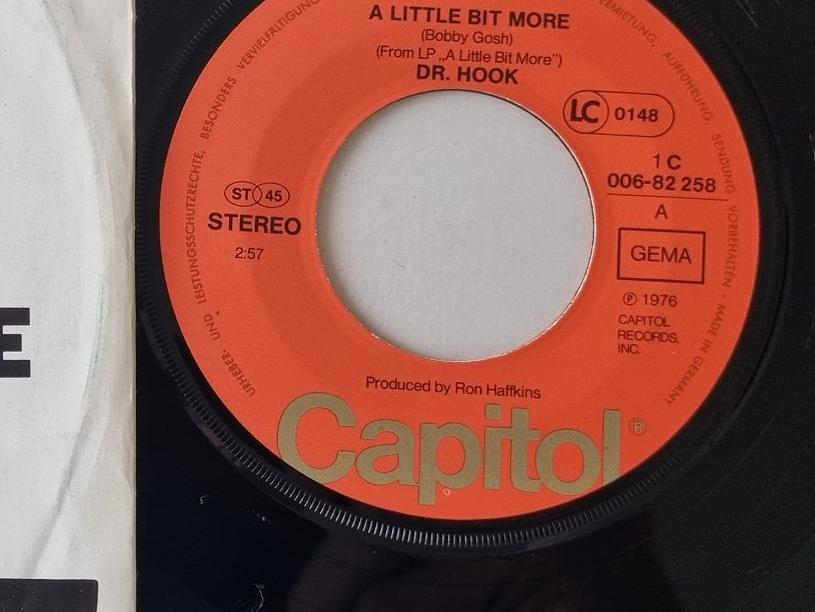 A LITTLE BIT MORE
(Bobby Gosh)
(From LP „A Little Bit More")
DR. HOOK
LC 0148
1 C
006-82 258
A
GEMA
ST 45
STEREO
2:57
℗ 1976
CAPITOL
RECORDS,
INC.
Produced by Ron Haffkins
Capitol®
URHEBER- UND LEISTUNGSSCHUTZRECHTE, BESONDERS VERVIELFÄLTIGUNG
VERMIETUNG, AUFFÜHRUNG, SENDUNG VORBEHALTEN · MADE IN GERMANY
E